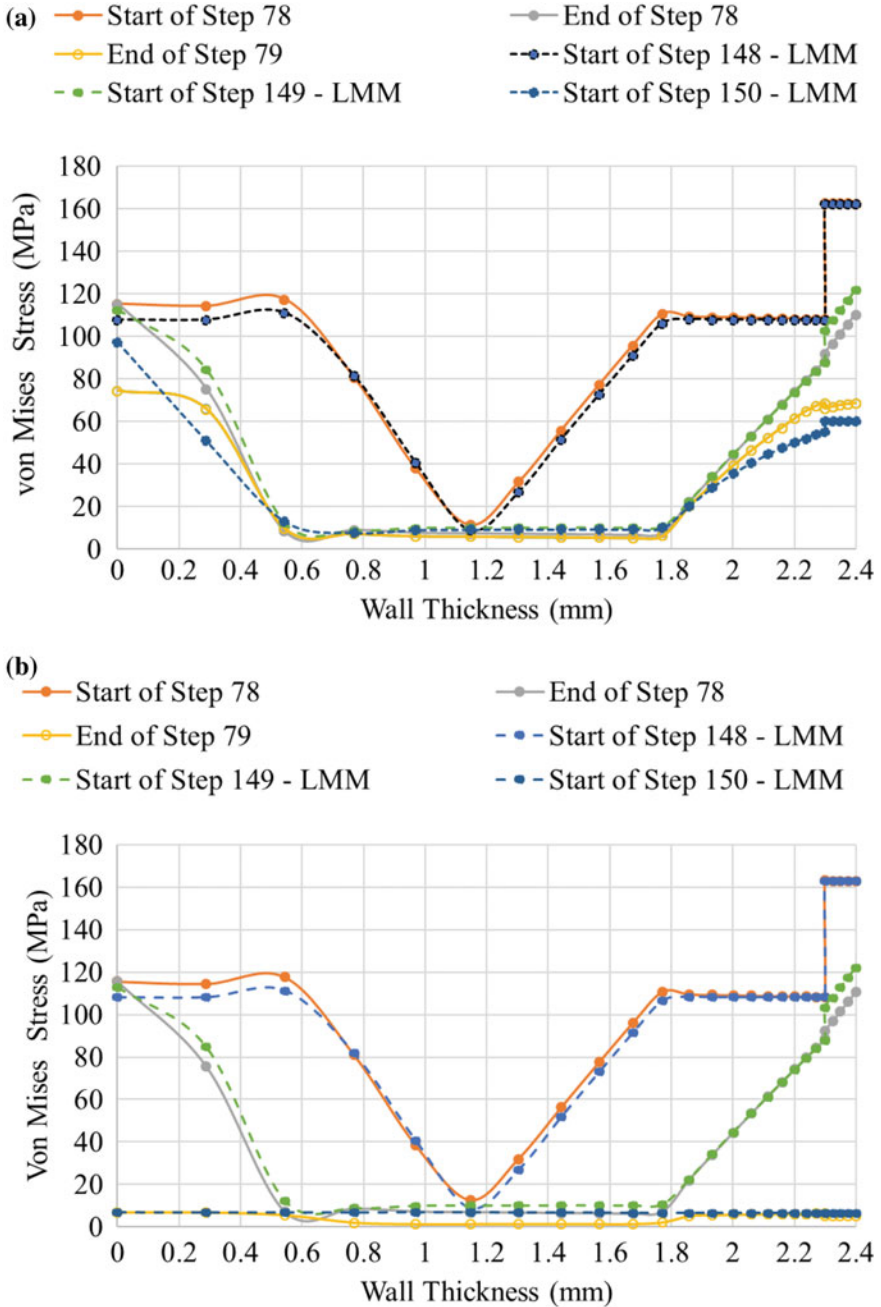 (a)
Start of Step 78
End of Step 78
End of Step 79
Start of Step 148 - LMM
Start of Step 149 - LMM
Start of Step 150 - LMM
180
160
140
120
100
80
60
40
20
0
von Mises Stress (MPa)
0 0.2 0.4 0.6 0.8 1 1.2 1.4 1.6 1.8 2 2.2 2.4
Wall Thickness (mm)
(b)
Start of Step 78
End of Step 78
End of Step 79
Start of Step 148 - LMM
Start of Step 149 - LMM
Start of Step 150 - LMM
180
160
140
120
100
80
60
40
20
0
Von Mises Stress (MPa)
0 0.2 0.4 0.6 0.8 1 1.2 1.4 1.6 1.8 2 2.2 2.4
Wall Thickness (mm)